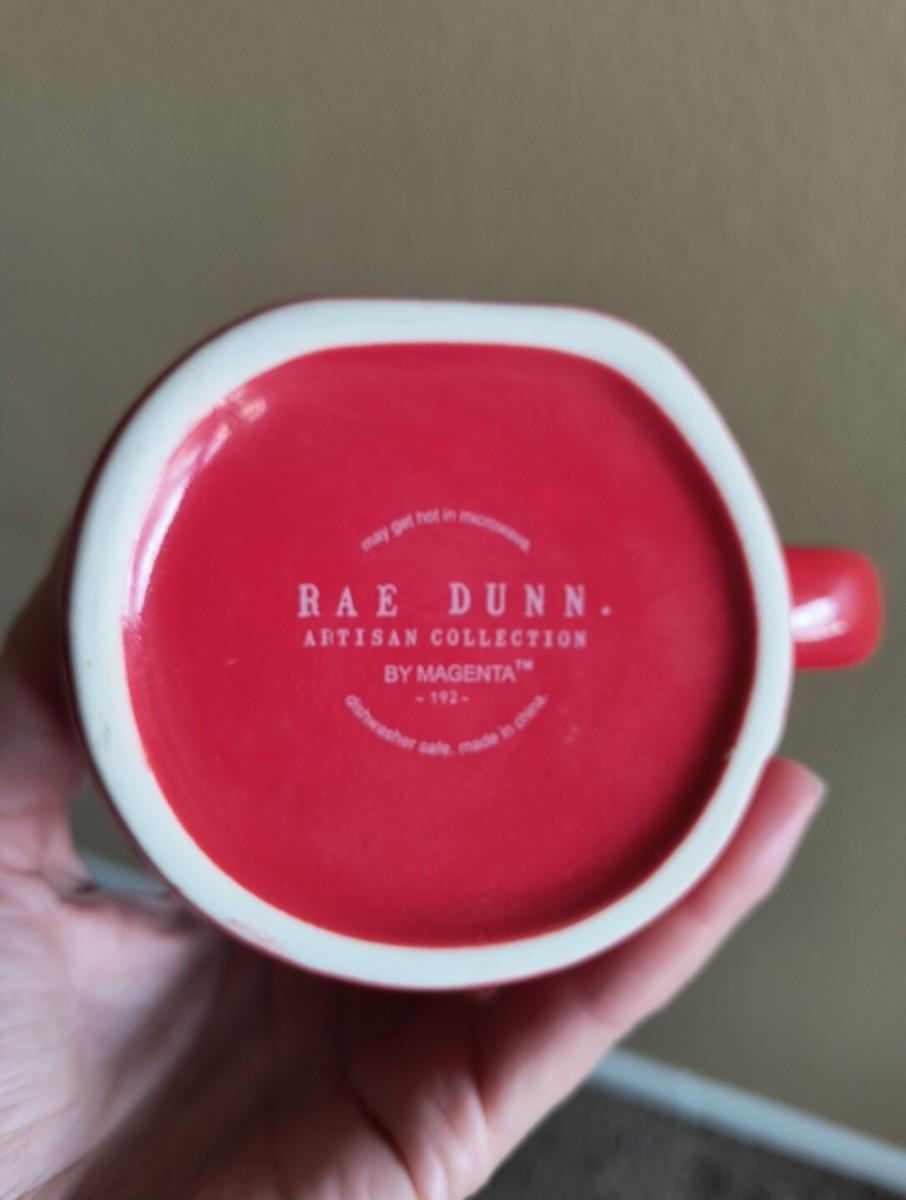 may get hot in microwave.
RAE DUNN.
ARTISAN COLLECTION
BY MAGENTA™
- 192 -
dishwasher safe. made in china.